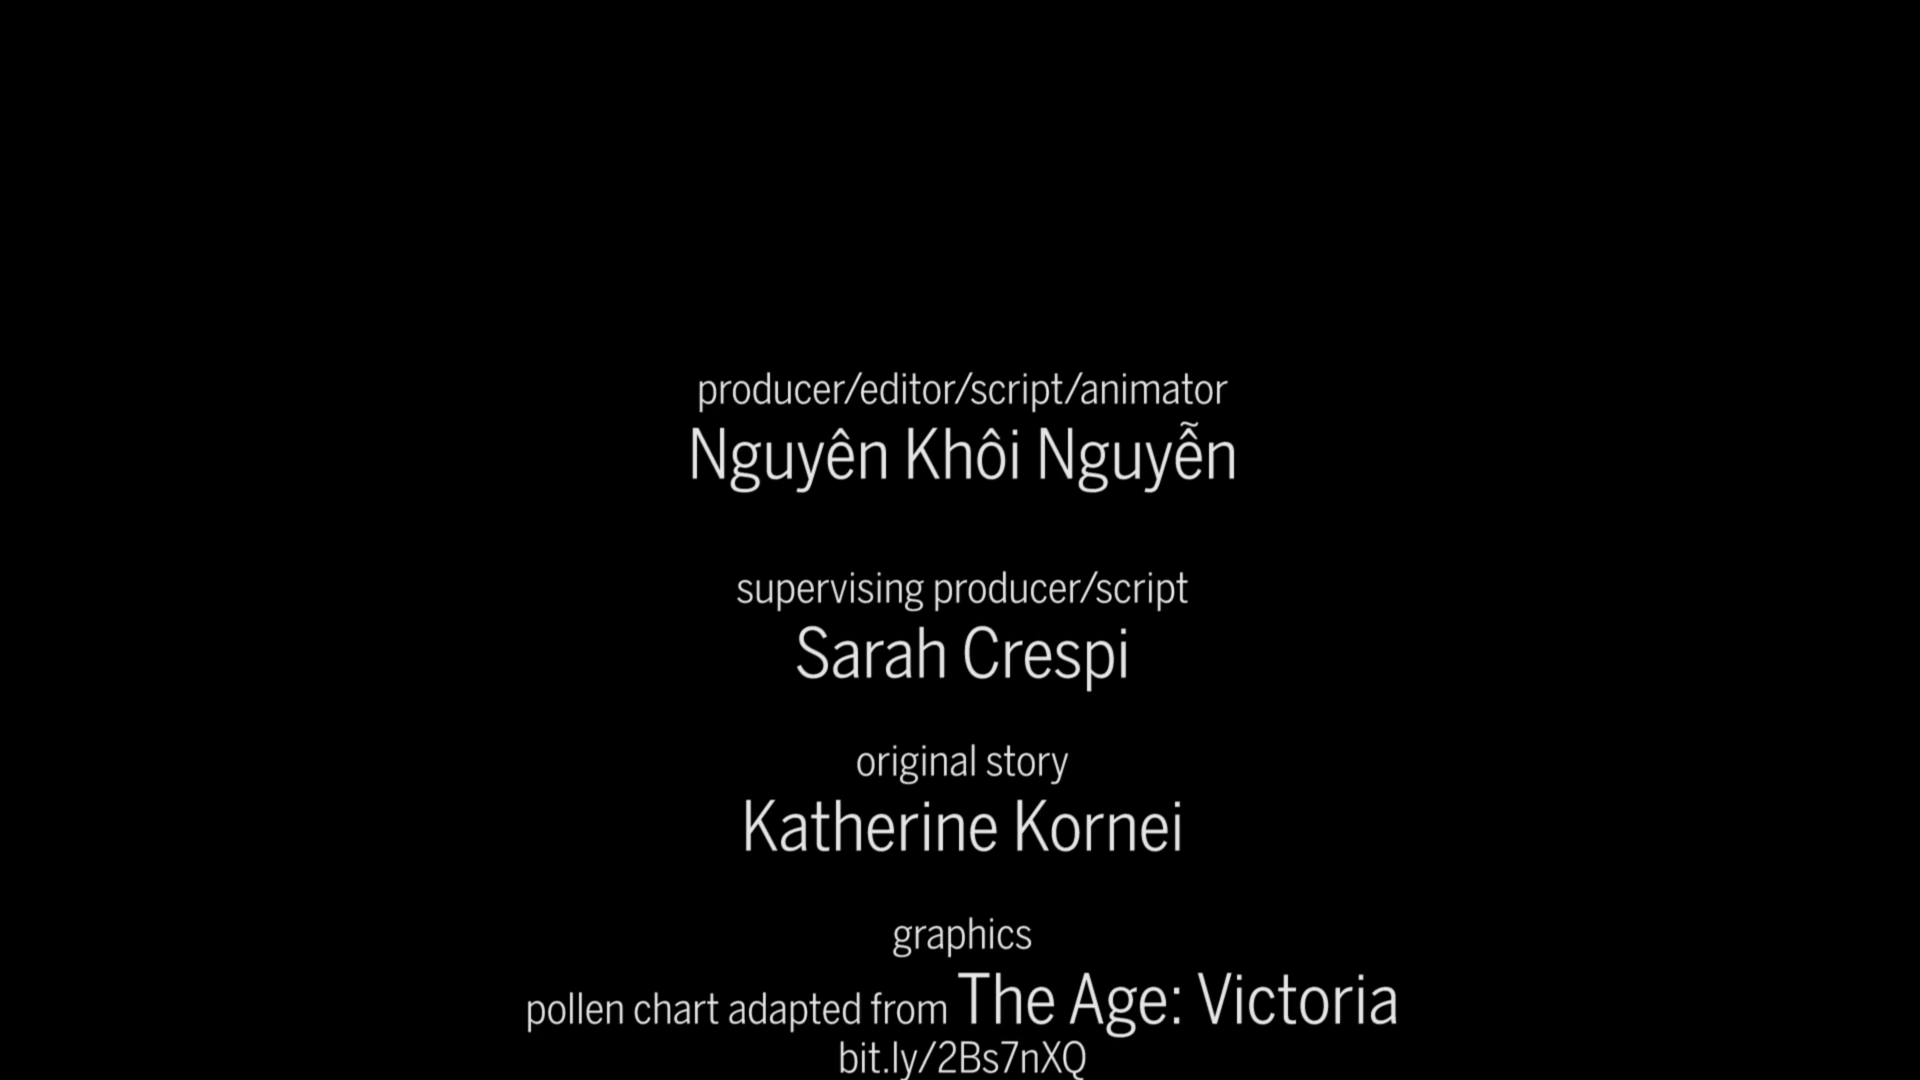 producer/editor/script/animator
Nguyên Khôi Nguyễn
supervising producer/script
Sarah Crespi
original story
Katherine Kornei
graphics
pollen chart adapted from The Age: Victoria
bit.ly/2Bs7nXQ